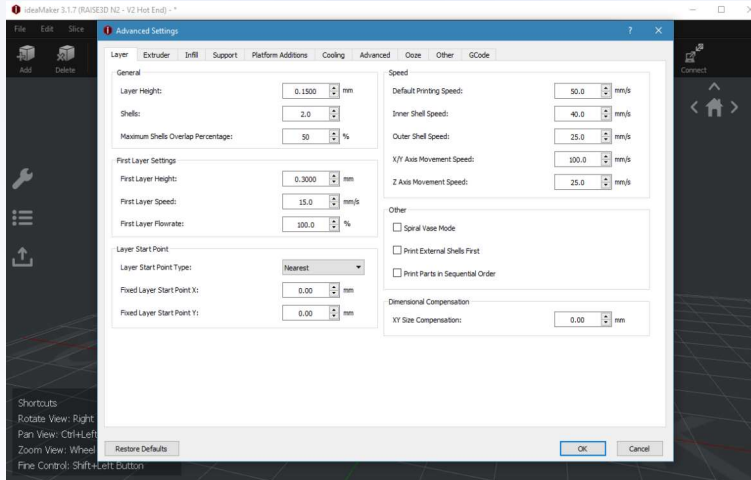 ideaMaker 3.1.7 (RAISE3D N2 - V2 Hot End) - *
File Edit Slice
Add Delete
Connect
Advanced Settings ? ×
Layer Extruder Infill Support Platform Additions Cooling Advanced Ooze Other GCode
General
Layer Height: 0.1500 mm
Shells: 2.0
Maximum Shells Overlap Percentage: 50 %
First Layer Settings
First Layer Height: 0.3000 mm
First Layer Speed: 15.0 mm/s
First Layer Flowrate: 100.0 %
Layer Start Point
Layer Start Point Type: Nearest
Fixed Layer Start Point X: 0.00 mm
Fixed Layer Start Point Y: 0.00 mm
Speed
Default Printing Speed: 50.0 mm/s
Inner Shell Speed: 40.0 mm/s
Outer Shell Speed: 25.0 mm/s
X/Y Axis Movement Speed: 100.0 mm/s
Z Axis Movement Speed: 25.0 mm/s
Other
Spiral Vase Mode
Print External Shells First
Print Parts in Sequential Order
Dimensional Compensation
XY Size Compensation: 0.00 mm
Restore Defaults OK Cancel
Shortcuts
Rotate View: Right
Pan View: Ctrl+Left
Zoom View: Wheel
Fine Control: Shift+Left Button